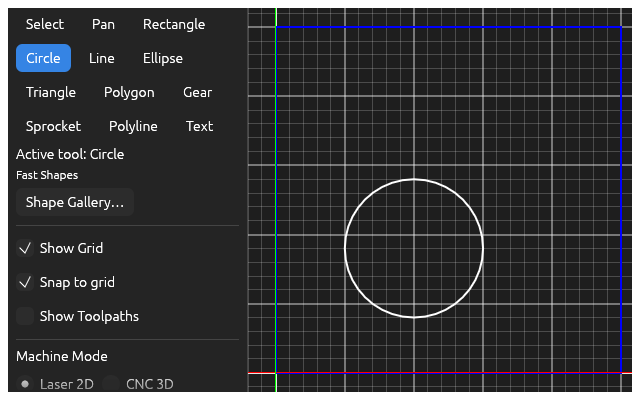 Select Pan Rectangle
Circle Line Ellipse
Triangle Polygon Gear
Sprocket Polyline Text
Active tool: Circle
Fast Shapes
Shape Gallery...
Show Grid
Snap to grid
Show Toolpaths
Machine Mode
Laser 2D CNC 3D